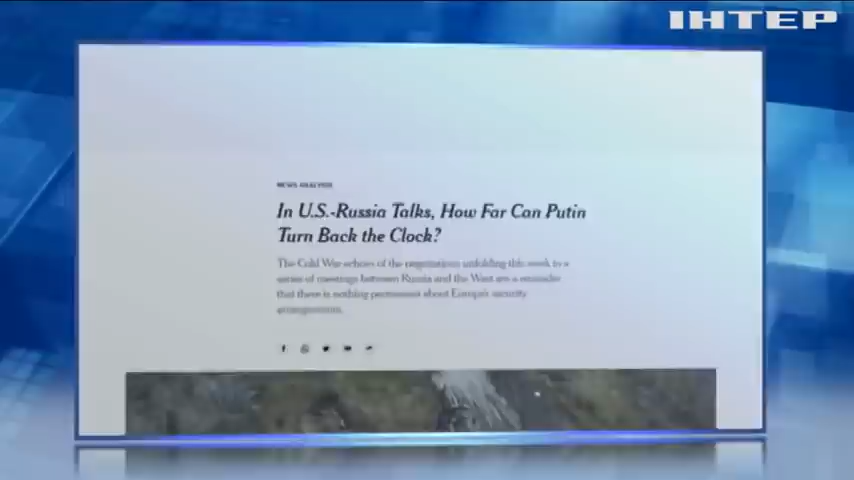 ІНТЕР
NEWS ANALYSIS
In U.S.-Russia Talks, How Far Can Putin
Turn Back the Clock?
The Cold War echoes of the negotiations unfolding this week in a
series of meetings between Russia and the West are a reminder
that there is nothing permanent about Europe's security
arrangements.